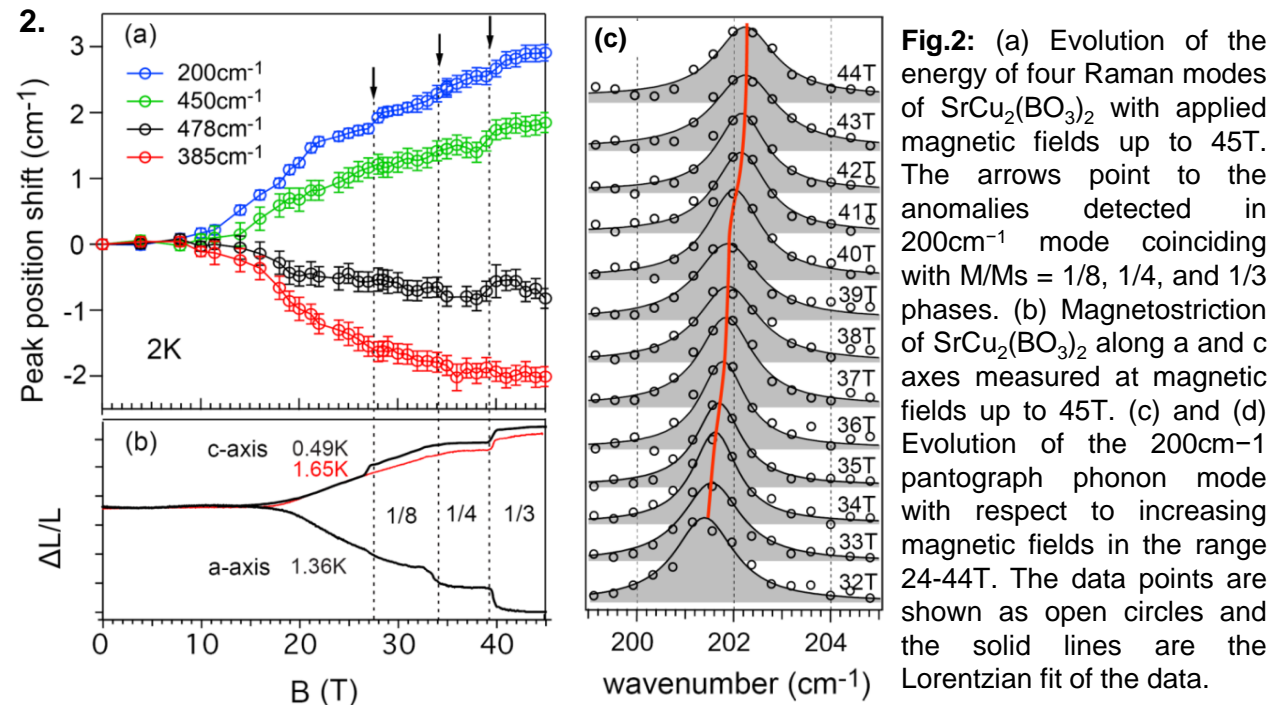 2.
(a)
3
2
1
0
-1
-2
Peak position shift (cm-1)
200cm-1
450cm-1
478cm-1
385cm-1
2K
(b)
c-axis 0.49K
1.65K
1/8 1/4 1/3
a-axis 1.36K
ΔL/L
0 10 20 30 40
B (T)
(c)
44T
43T
42T
41T
40T
39T
38T
37T
36T
35T
34T
33T
32T
200 202 204
wavenumber (cm-1)
Fig.2: (a) Evolution of the
energy of four Raman modes
of SrCu2(BO3)2 with applied
magnetic fields up to 45T.
The arrows point to the
anomalies detected in
200cm−1 mode coinciding
with M/Ms = 1/8, 1/4, and 1/3
phases. (b) Magnetostriction
of SrCu2(BO3)2 along a and c
axes measured at magnetic
fields up to 45T. (c) and (d)
Evolution of the 200cm−1
pantograph phonon mode
with respect to increasing
magnetic fields in the range
24-44T. The data points are
shown as open circles and
the solid lines are the
Lorentzian fit of the data.